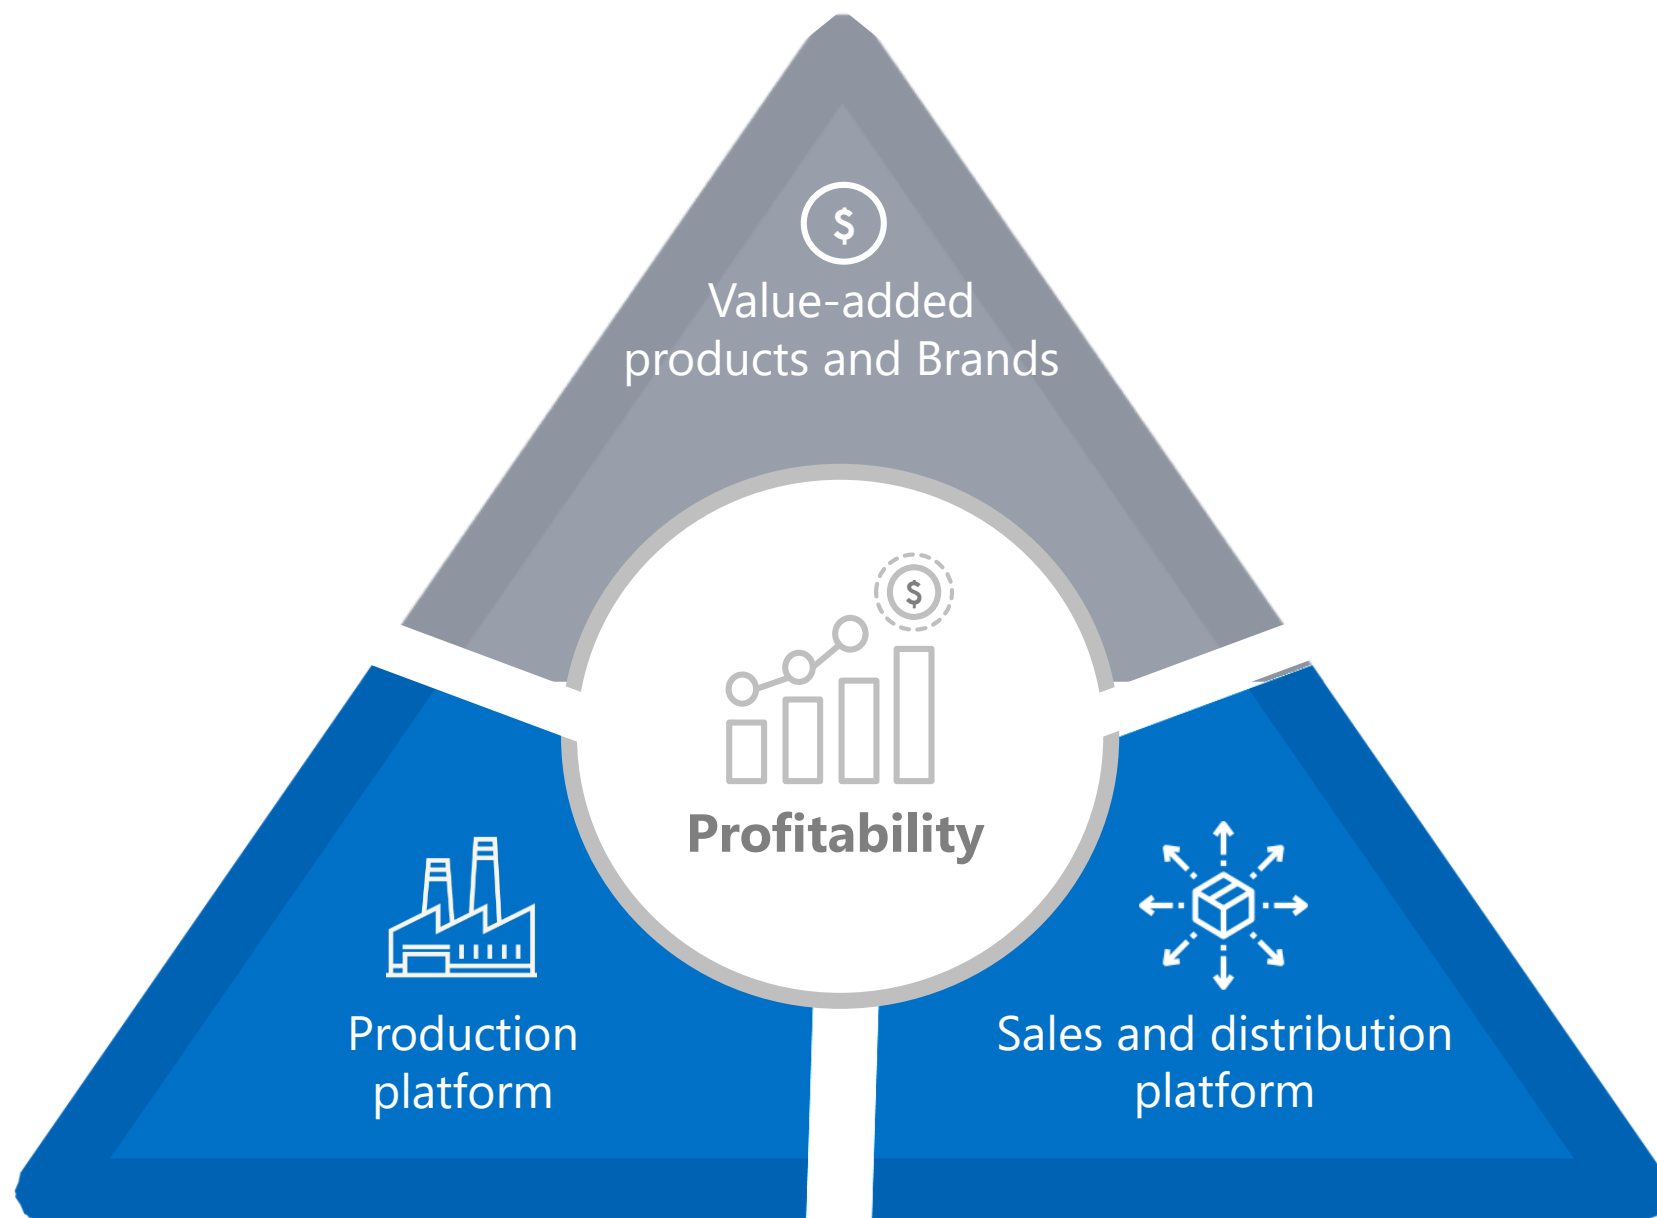 $
Value-added
products and Brands
$
Profitability
Production
platform
Sales and distribution
platform